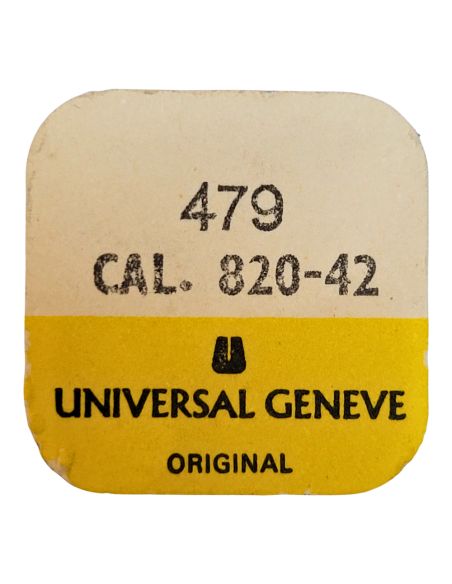 479
CAL. 820-42
UNIVERSAL GENEVE
ORIGINAL